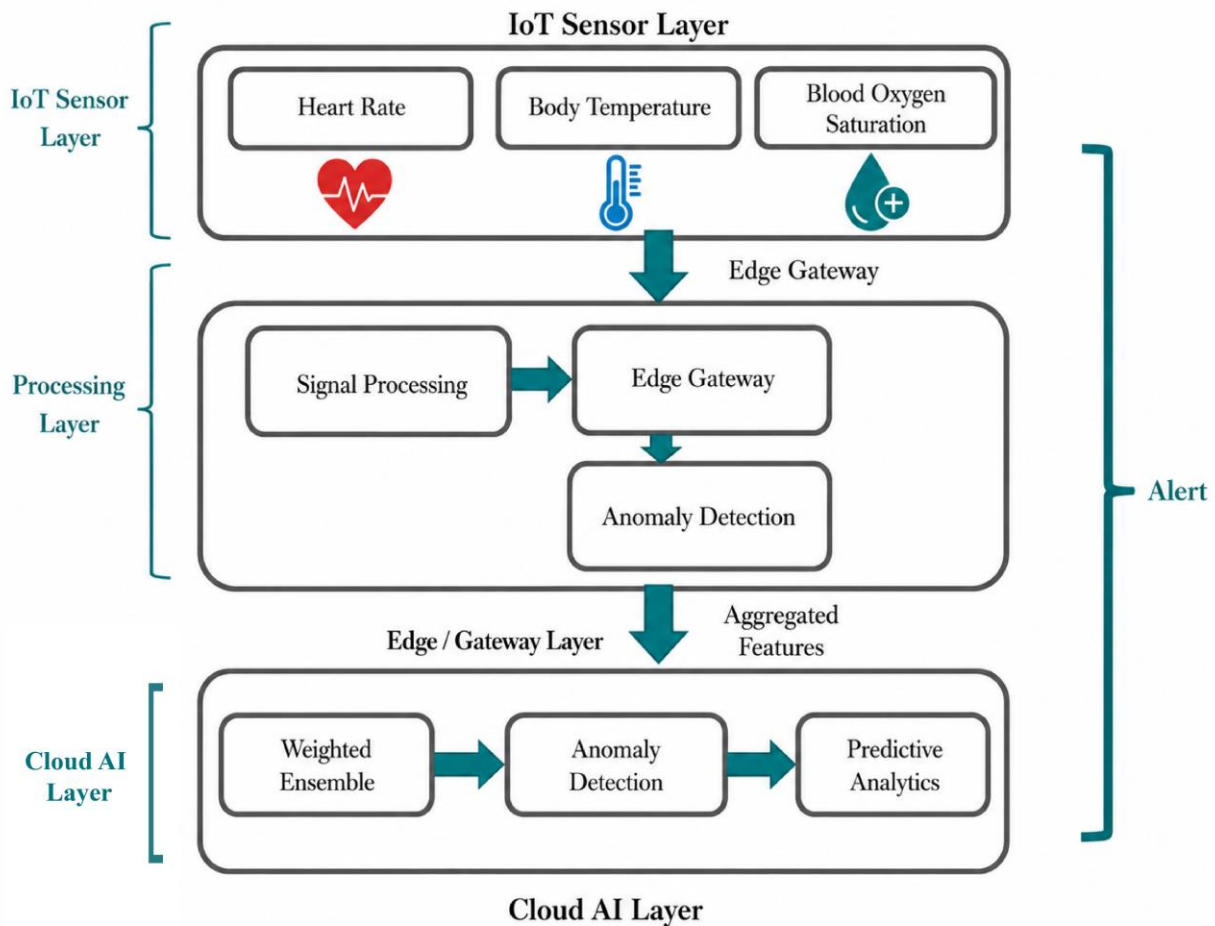 IoT Sensor Layer
IoT Sensor
Layer
Heart Rate
Body Temperature
Blood Oxygen
Saturation
Edge Gateway
Processing
Layer
Signal Processing
Edge Gateway
Anomaly Detection
Alert
Edge / Gateway Layer
Aggregated
Features
Cloud AI
Layer
Weighted
Ensemble
Anomaly
Detection
Predictive
Analytics
Cloud AI Layer